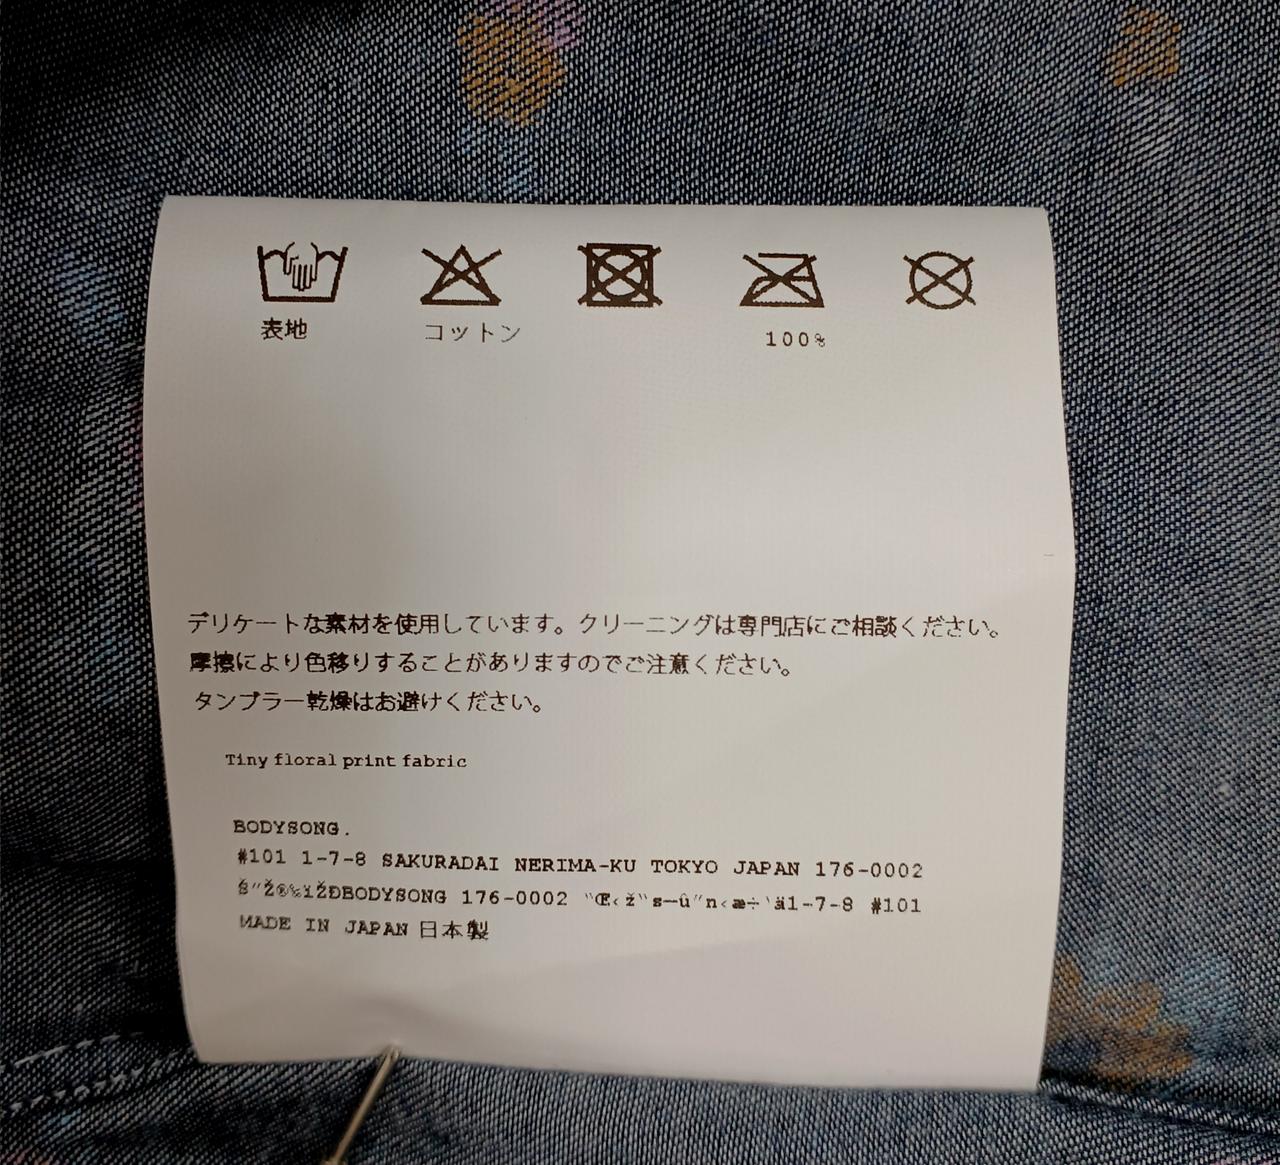 表地 コットン 100%
デリケートな素材を使用しています。クリーニングは専門店にご相談ください。
摩擦により色移りすることがありますのでご注意ください。
タンブラー乾燥はお避けください。
Tiny floral print fabric
BODYSONG.
#101 1-7-8 SAKURADAI NERIMA-KU TOKYO JAPAN 176-0002
Š"Ž®‰ïŽÐBODYSONG 176-0002 "Œ‹ž"s—û"n‹æ÷'ä1-7-8 #101
MADE IN JAPAN 日本製